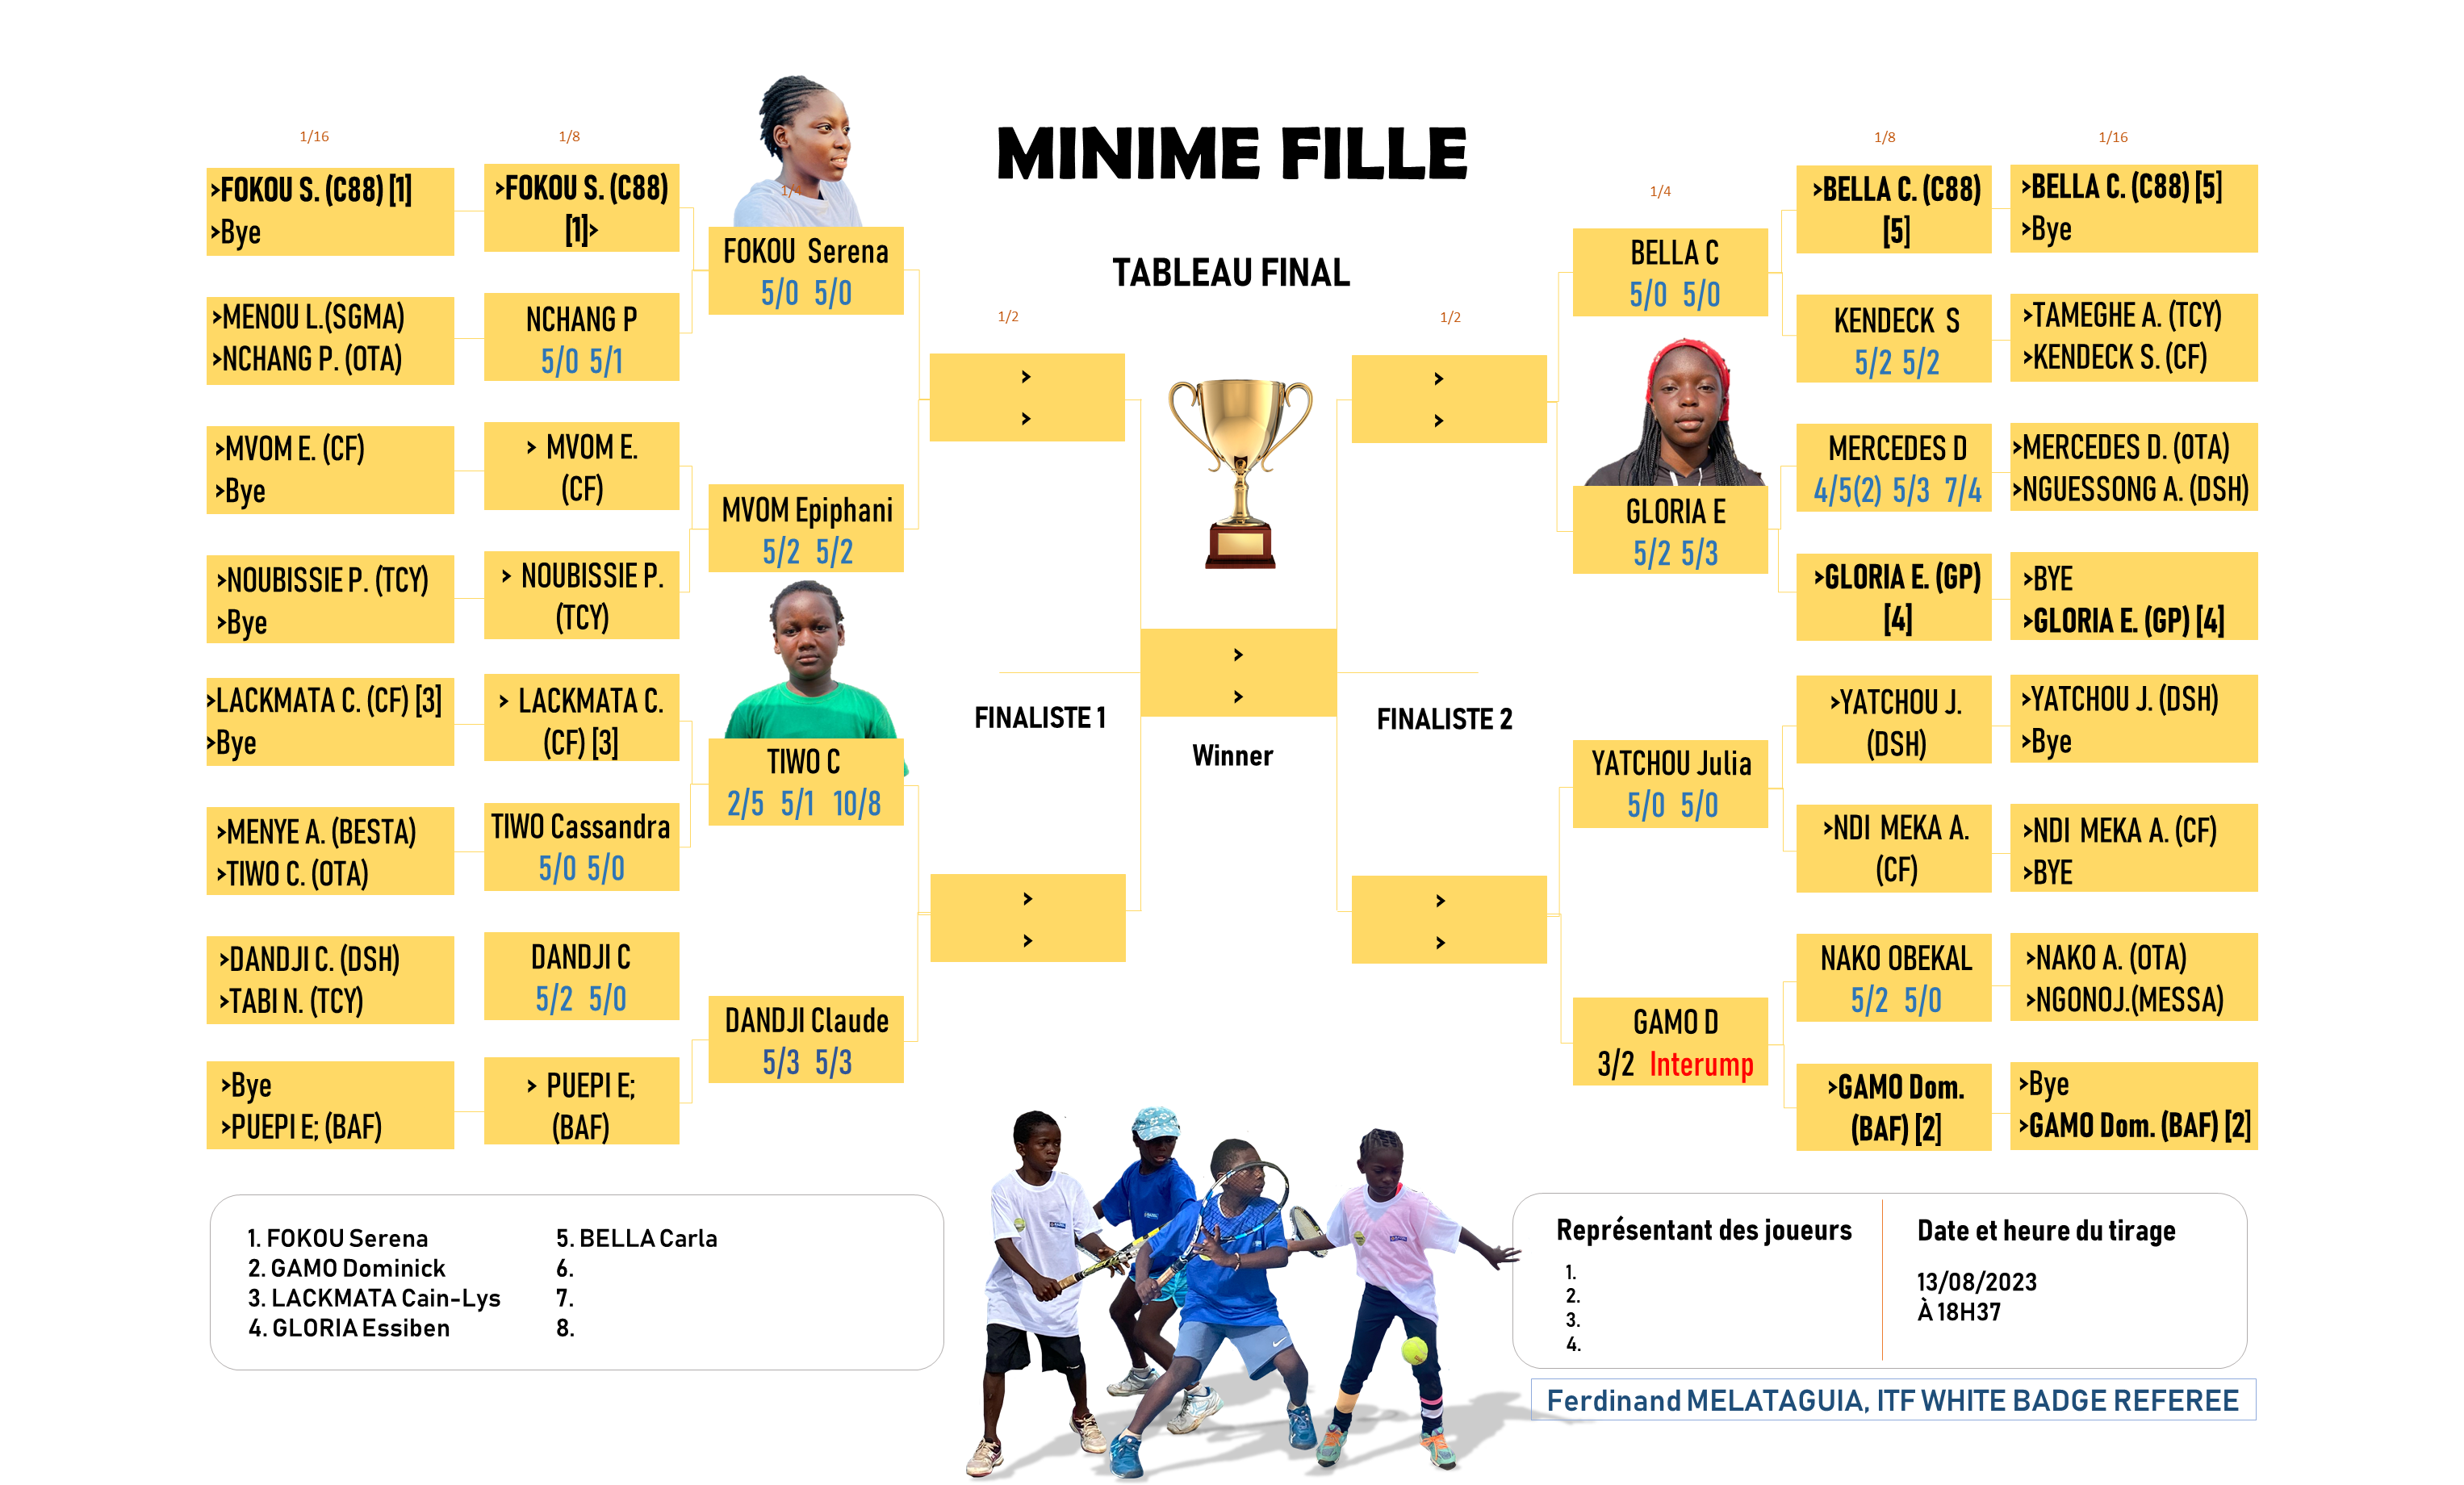 MINIME FILLE
TABLEAU FINAL
1/16
>FOKOU S. (C88) [1]
>Bye
>MENOU L.(SGMA)
>NCHANG P. (OTA)
>MVOM E. (CF)
>Bye
>NOUBISSIE P. (TCY)
>Bye
>LACKMATA C. (CF) [3]
>Bye
>MENYE A. (BESTA)
>TIWO C. (OTA)
>DANDJI C. (DSH)
>TABI N. (TCY)
>Bye
>PUEPI E; (BAF)
1/8
>FOKOU S. (C88)
[1]>
NCHANG P
5/0 5/1
> MVOM E.
(CF)
> NOUBISSIE P.
(TCY)
> LACKMATA C.
(CF) [3]
TIWO Cassandra
5/0 5/0
DANDJI C
5/2 5/0
> PUEPI E;
(BAF)
FOKOU Serena
5/0 5/0
MVOM Epiphani
5/2 5/2
TIWO C
2/5 5/1 10/8
DANDJI Claude
5/3 5/3
1/2
>
>
>
>
FINALISTE 1
>
>
Winner
FINALISTE 2
1/2
>
>
>
>
1/4
BELLA C
5/0 5/0
GLORIA E
5/2 5/3
YATCHOU Julia
5/0 5/0
GAMO D
3/2 Interump
1/8
>BELLA C. (C88)
[5]
KENDECK S
5/2 5/2
MERCEDES D
4/5(2) 5/3 7/4
>GLORIA E. (GP)
[4]
>YATCHOU J.
(DSH)
>NDI MEKA A.
(CF)
NAKO OBEKAL
5/2 5/0
>GAMO Dom.
(BAF) [2]
1/16
>BELLA C. (C88) [5]
>Bye
>TAMEGHE A. (TCY)
>KENDECK S. (CF)
>MERCEDES D. (OTA)
>NGUESSONG A. (DSH)
>BYE
>GLORIA E. (GP) [4]
>YATCHOU J. (DSH)
>Bye
>NDI MEKA A. (CF)
>BYE
>NAKO A. (OTA)
>NGONOJ.(MESSA)
>Bye
>GAMO Dom. (BAF) [2]
1. FOKOU Serena
2. GAMO Dominick
3. LACKMATA Cain-Lys
4. GLORIA Essiben
5. BELLA Carla
6.
7.
8.
Représentant des joueurs
1.
2.
3.
4.
Date et heure du tirage
13/08/2023
À 18H37
Ferdinand MELATAGUIA, ITF WHITE BADGE REFEREE